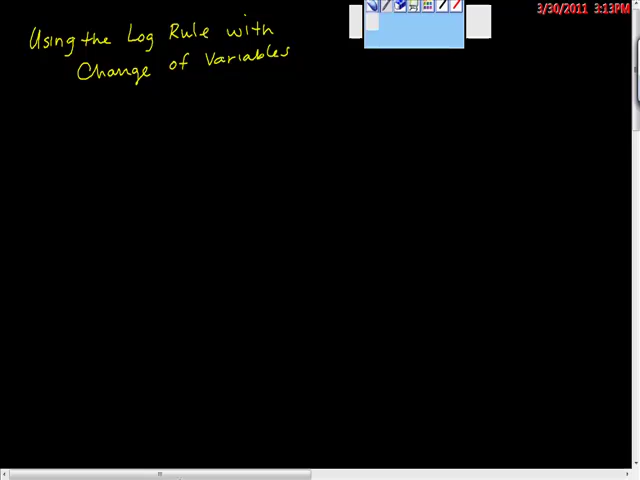 3/30/2011 3:13PM
Using the Log Rule with
Change of Variables